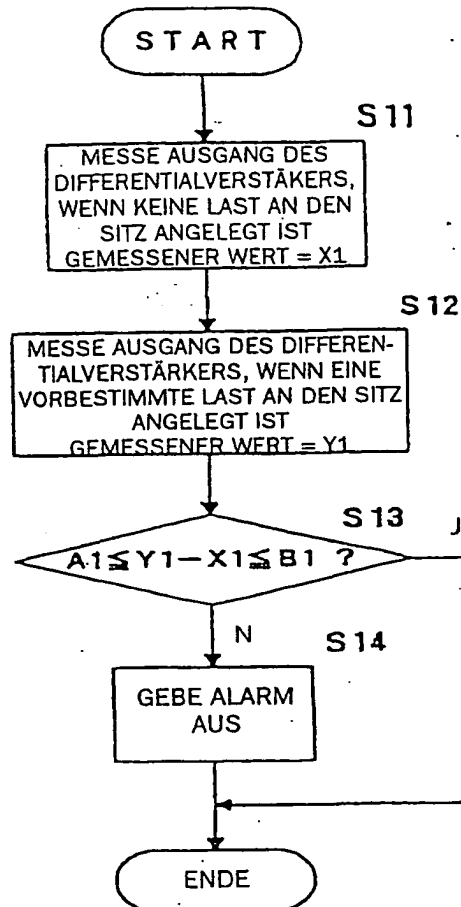 START
S11
MESSE AUSGANG DES
DIFFERENTIALVERSTÄKERS,
WENN KEINE LAST AN DEN
SITZ ANGELEGT IST
GEMESSENER WERT = X1
S12
MESSE AUSGANG DES DIFFEREN-
TIALVERSTÄRKERS, WENN EINE
VORBESTIMMTE LAST AN DEN SITZ
ANGELEGT IST
GEMESSENER WERT = Y1
S13
A1≦Y1−X1≦B1 ?
J
N
S14
GEBE ALARM
AUS
ENDE